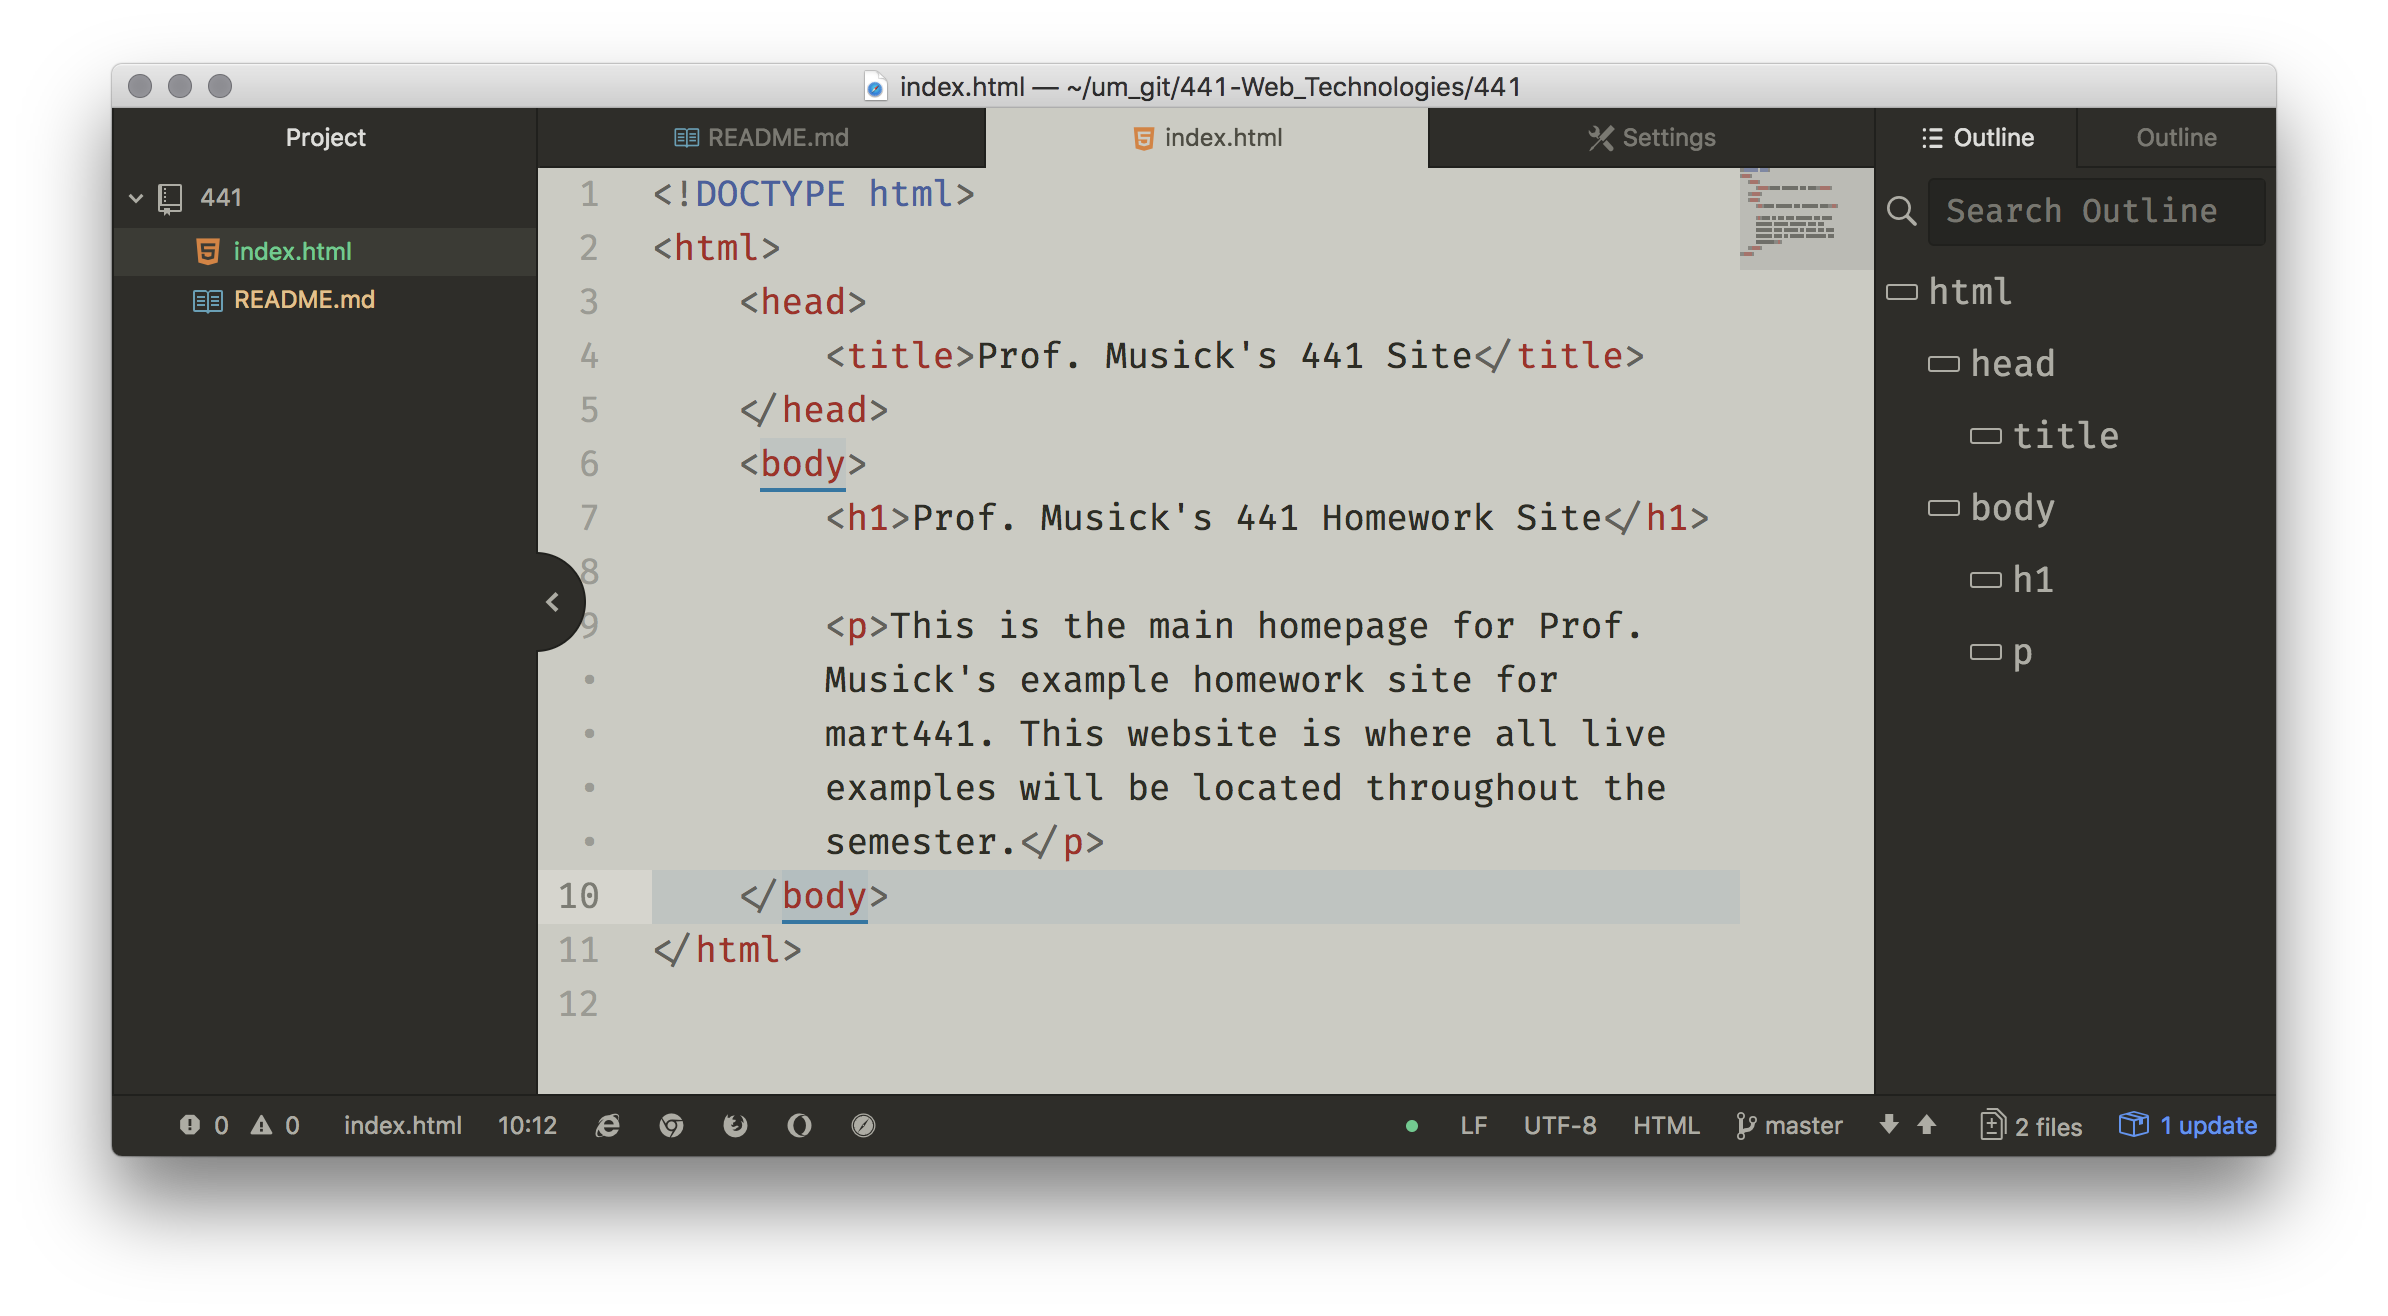 index.html — ~/um_git/441-Web_Technologies/441
Project
README.md
index.html
Settings
Outline
Outline
441
index.html
README.md
1 <!DOCTYPE html>
2 <html>
3 <head>
4 <title>Prof. Musick's 441 Site</title>
5 </head>
6 <body>
7 <h1>Prof. Musick's 441 Homework Site</h1>
8
9 <p>This is the main homepage for Prof.
• Musick's example homework site for
• mart441. This website is where all live
• examples will be located throughout the
• semester.</p>
10 </body>
11 </html>
12
Search Outline
html
head
title
body
h1
p
0 0 index.html 10:12 LF UTF-8 HTML master 2 files 1 update